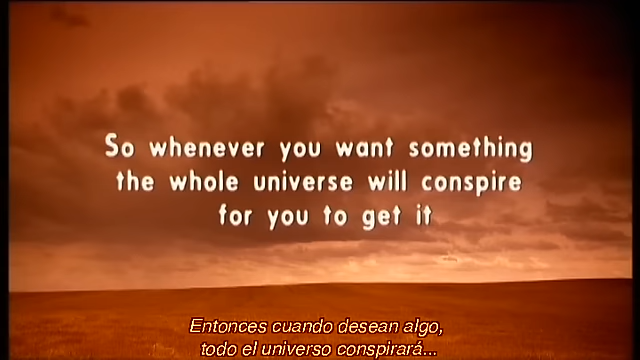 So whenever you want something
the whole universe will conspire
for you to get it
Entonces cuando desean algo,
todo el universo conspirará...